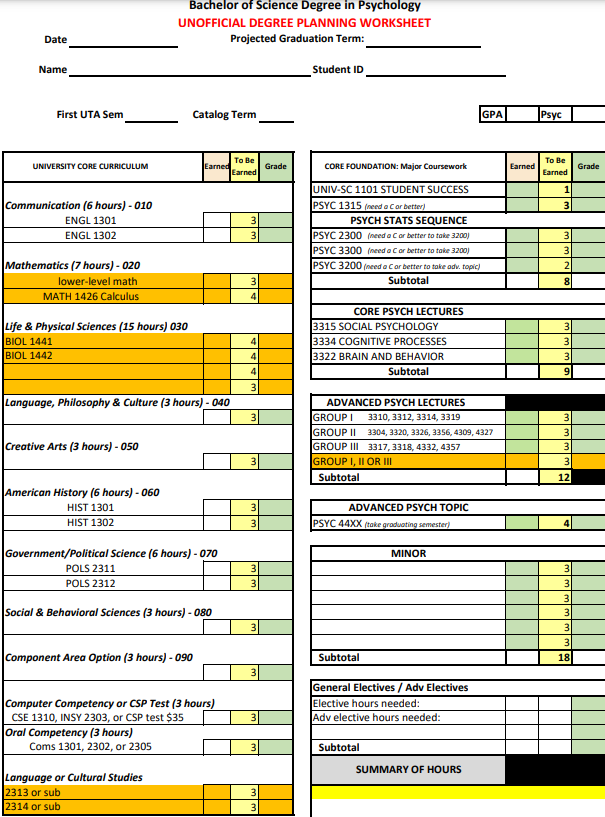 Bachelor of Science Degree in Psychology
UNOFFICIAL DEGREE PLANNING WORKSHEET
Date Projected Graduation Term:
Name Student ID
First UTA Sem Catalog Term GPA Psyc
UNIVERSITY CORE CURRICULUM Earned To Be Earned Grade
Communication (6 hours) - 010
ENGL 1301 3
ENGL 1302 3
Mathematics (7 hours) - 020
lower-level math 3
MATH 1426 Calculus 4
Life & Physical Sciences (15 hours) 030
BIOL 1441 4
BIOL 1442 4
4
3
Language, Philosophy & Culture (3 hours) - 040
3
Creative Arts (3 hours) - 050
3
American History (6 hours) - 060
HIST 1301 3
HIST 1302 3
Government/Political Science (6 hours) - 070
POLS 2311 3
POLS 2312 3
Social & Behavioral Sciences (3 hours) - 080
3
Component Area Option (3 hours) - 090
3
Computer Competency or CSP Test (3 hours)
CSE 1310, INSY 2303, or CSP test $35 3
Oral Competency (3 hours)
Coms 1301, 2302, or 2305 3
Language or Cultural Studies
2313 or sub 3
2314 or sub 3
CORE FOUNDATION: Major Coursework Earned To Be Earned Grade
UNIV-SC 1101 STUDENT SUCCESS 1
PSYC 1315 (need a C or better) 3
PSYCH STATS SEQUENCE
PSYC 2300 (need a C or better to take 3200) 3
PSYC 3300 (need a C or better to take 3200) 3
PSYC 3200 (need a C or better to take adv. topic) 2
Subtotal 8
CORE PSYCH LECTURES
3315 SOCIAL PSYCHOLOGY 3
3334 COGNITIVE PROCESSES 3
3322 BRAIN AND BEHAVIOR 3
Subtotal 9
ADVANCED PSYCH LECTURES
GROUP I 3310, 3312, 3314, 3319 3
GROUP II 3304, 3320, 3326, 3356, 4309, 4327 3
GROUP III 3317, 3318, 4332, 4357 3
GROUP I, II OR III 3
Subtotal 12
ADVANCED PSYCH TOPIC
PSYC 44XX (take graduating semester) 4
MINOR
3
3
3
3
3
3
Subtotal 18
General Electives / Adv Electives
Elective hours needed:
Adv elective hours needed:
Subtotal
SUMMARY OF HOURS